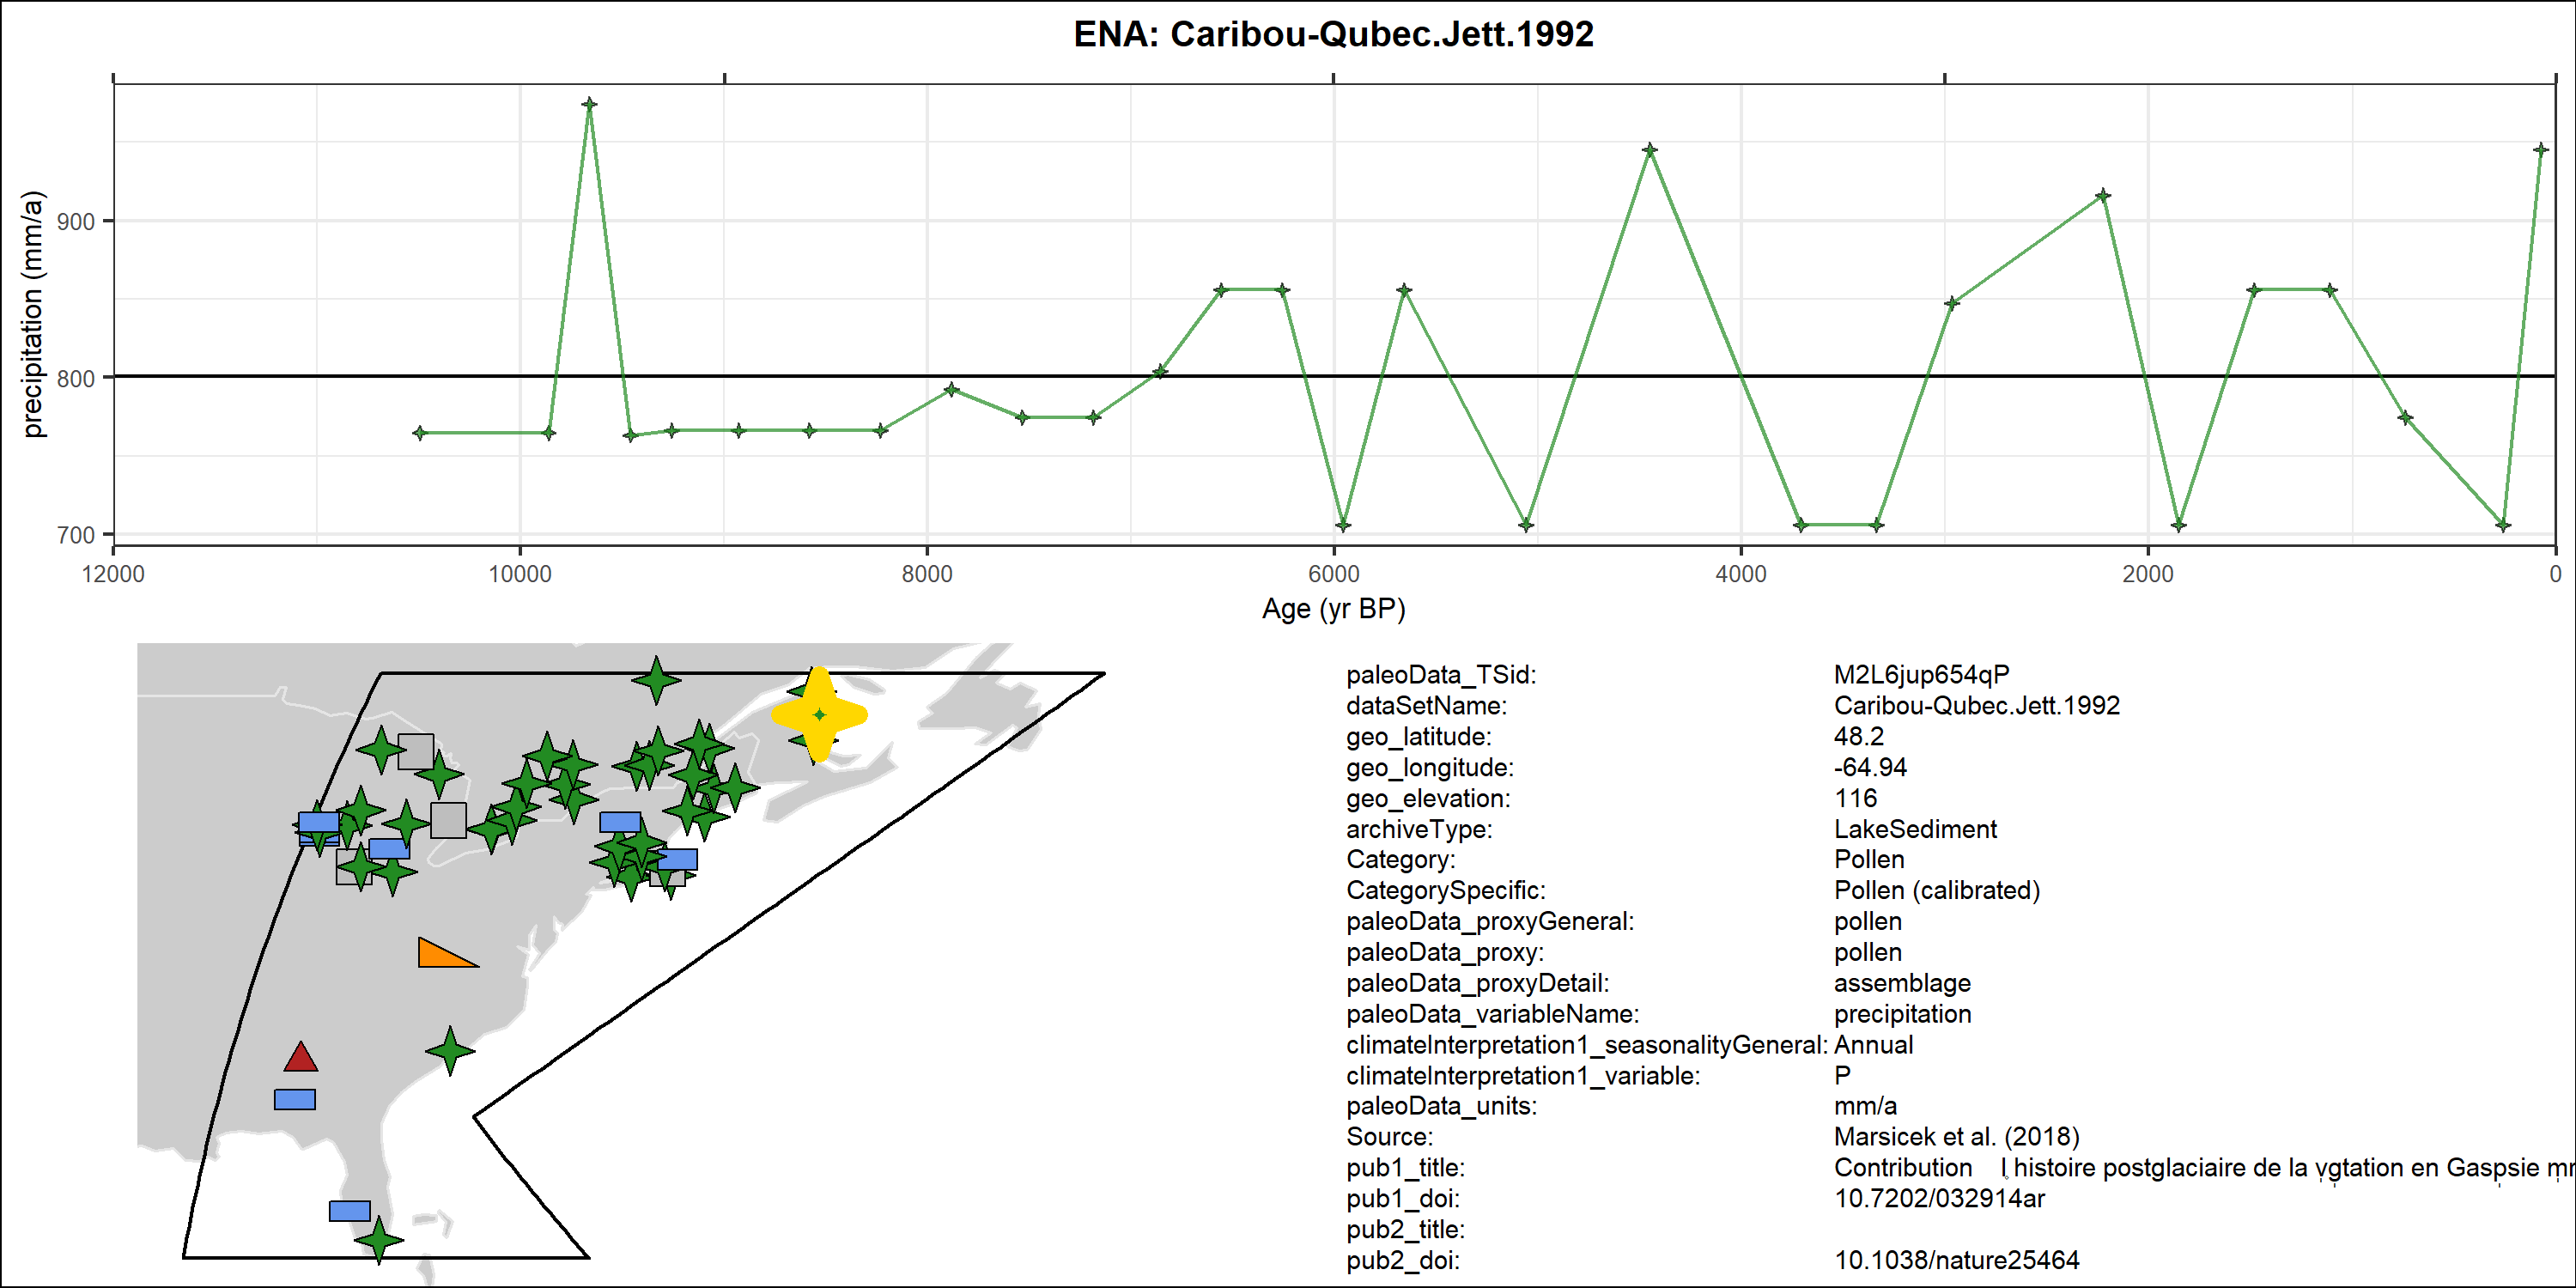 ENA: Caribou-Qubec.Jett.1992
precipitation (mm/a)
900
800
700
12000 10000 8000 6000 4000 2000 0
Age (yr BP)
paleoData_TSid: M2L6jup654qP
dataSetName: Caribou-Qubec.Jett.1992
geo_latitude: 48.2
geo_longitude: -64.94
geo_elevation: 116
archiveType: LakeSediment
Category: Pollen
CategorySpecific: Pollen (calibrated)
paleoData_proxyGeneral: pollen
paleoData_proxy: pollen
paleoData_proxyDetail: assemblage
paleoData_variableName: precipitation
climateInterpretation1_seasonalityGeneral: Annual
climateInterpretation1_variable: P
paleoData_units: mm/a
Source: Marsicek et al. (2018)
pub1_title: Contribution l histoire postglaciaire de la vgtation en Gaspsie
pub1_doi: 10.7202/032914ar
pub2_title:
pub2_doi: 10.1038/nature25464